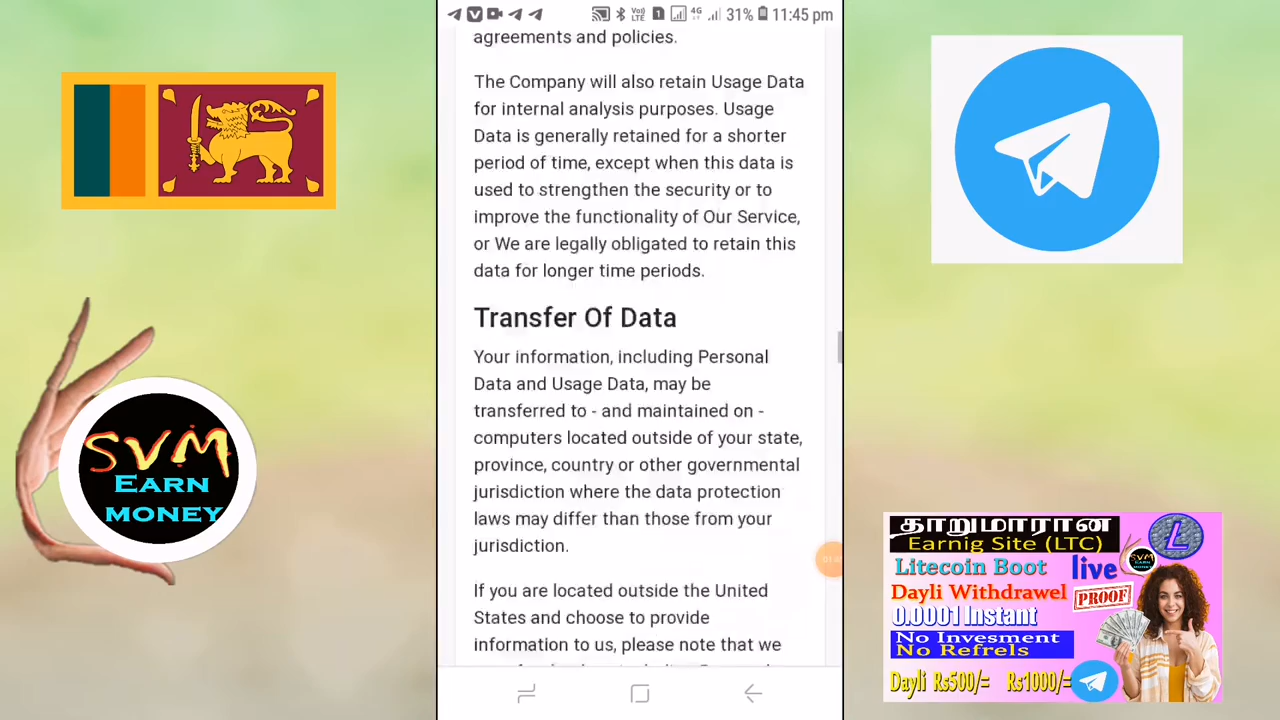 31% 11:45 pm
agreements and policies.
The Company will also retain Usage Data
for internal analysis purposes. Usage
Data is generally retained for a shorter
period of time, except when this data is
used to strengthen the security or to
improve the functionality of Our Service,
or We are legally obligated to retain this
data for longer time periods.
Transfer Of Data
Your information, including Personal
Data and Usage Data, may be
transferred to - and maintained on -
computers located outside of your state,
province, country or other governmental
jurisdiction where the data protection
laws may differ than those from your
jurisdiction.
If you are located outside the United
States and choose to provide
information to us, please note that we
SVM
EARN
MONEY
தாறுமாரான
Earnig Site (LTC)
Litecoin Boot live
Dayli Withdrawel PROOF
0.0001 Instant
No Invesment
No Refrels
Dayli Rs500/= Rs1000/=